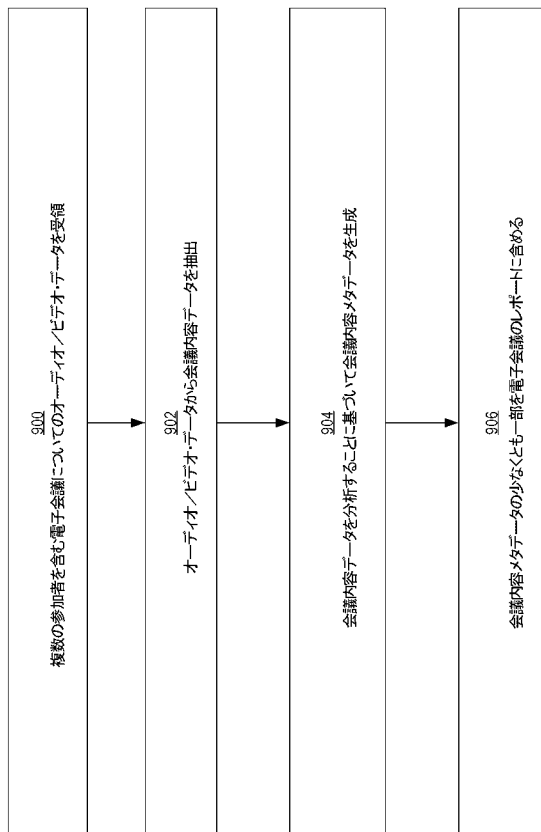 900
複数の参加者を含む電子会議についてのオーディオ／ビデオ・データを受領
902
オーディオ／ビデオ・データから会議内容データを抽出
904
会議内容データを分析することに基づいて会議内容メタデータを生成
906
会議内容メタデータの少なくとも一部を電子会議のレポートに含める